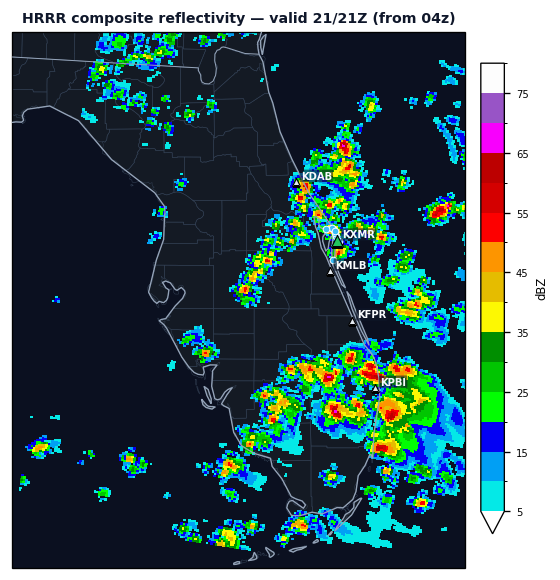 HRRR composite reflectivity — valid 21/21Z (from 04z)
KDAB
KXMR
KMLB
KFPR
KPBI
75
65
55
45
35
25
15
5
dBZ